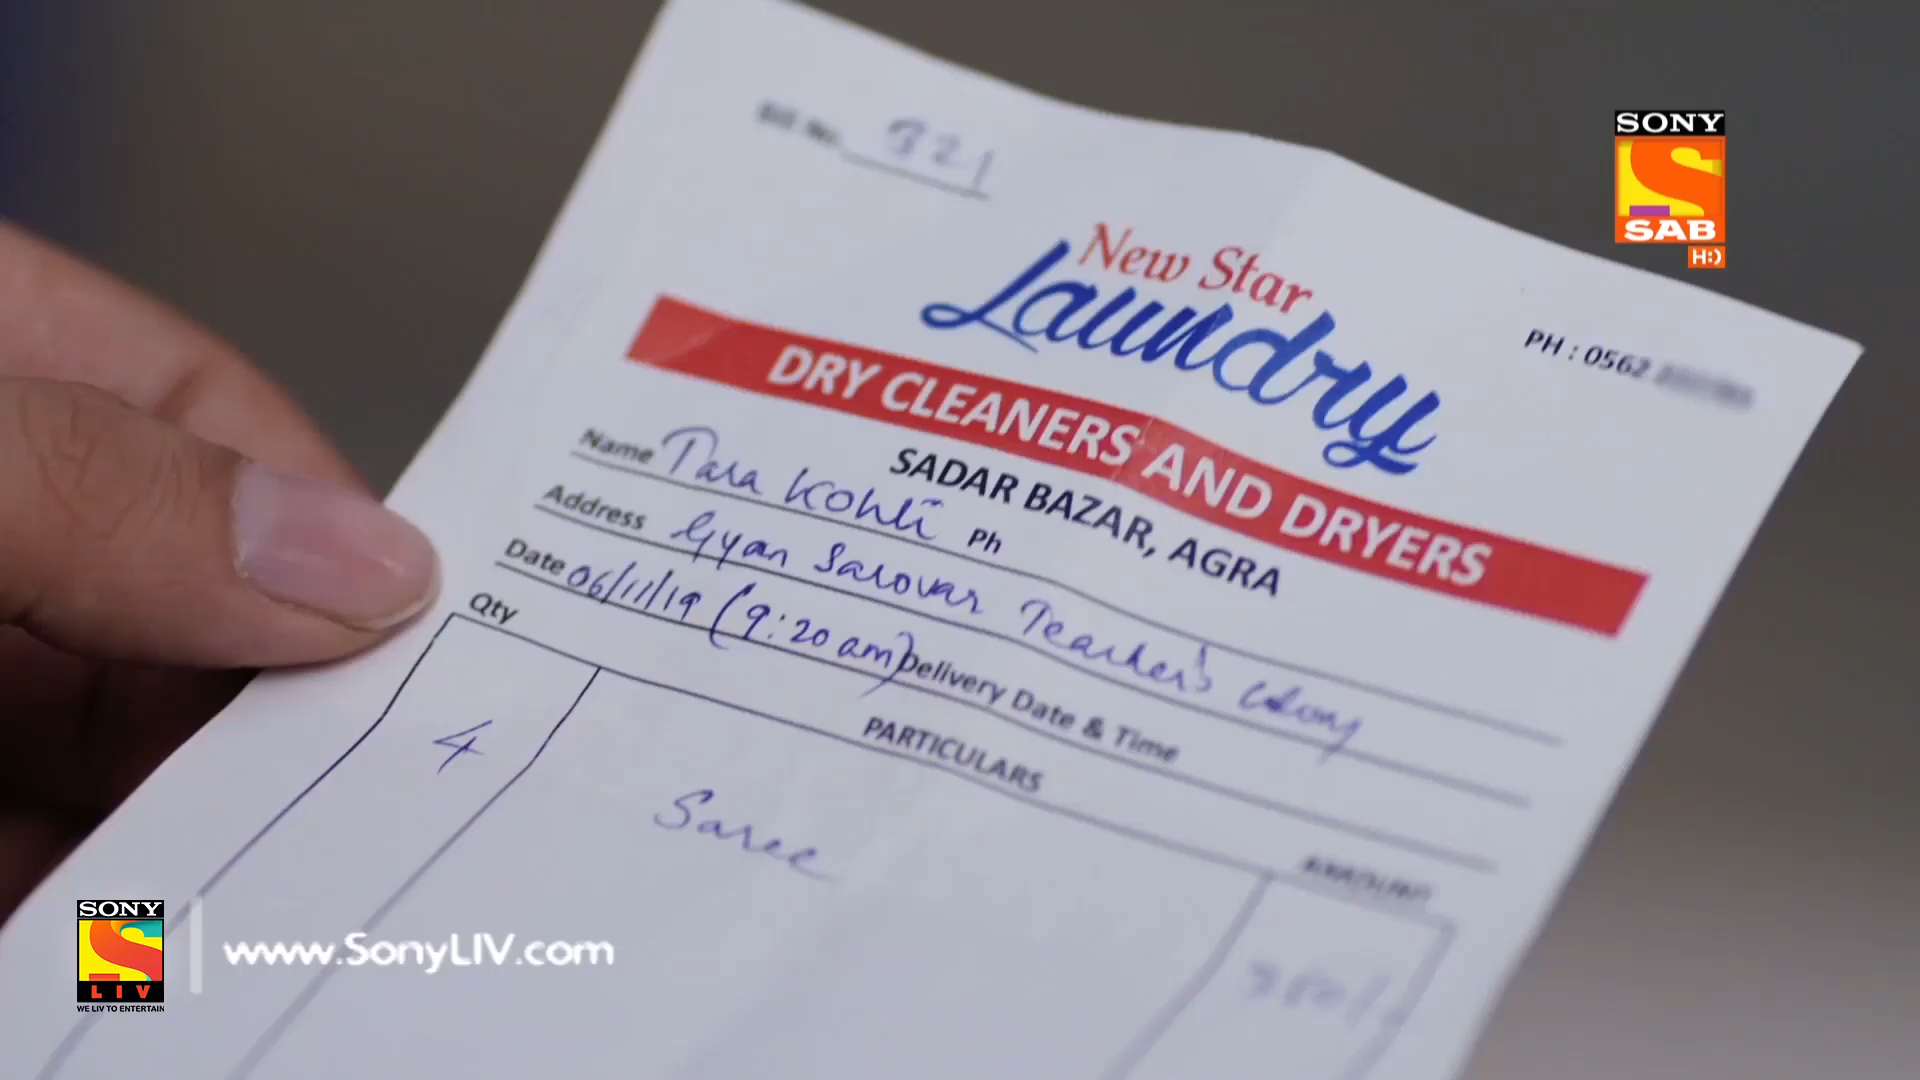 Bill No. 321
New Star
Laundry
PH : 0562
DRY CLEANERS AND DRYERS
SADAR BAZAR, AGRA
Name Tara Kohli Ph
Address Gyan Sarovar Teacher's Colony
Date 06/11/19 (9:20 am) Delivery Date & Time
Qty PARTICULARS AMOUNT
4 Saree
SONY
SAB
H:)
SONY
LIV
WE LIV TO ENTERTAIN
www.SonyLIV.com